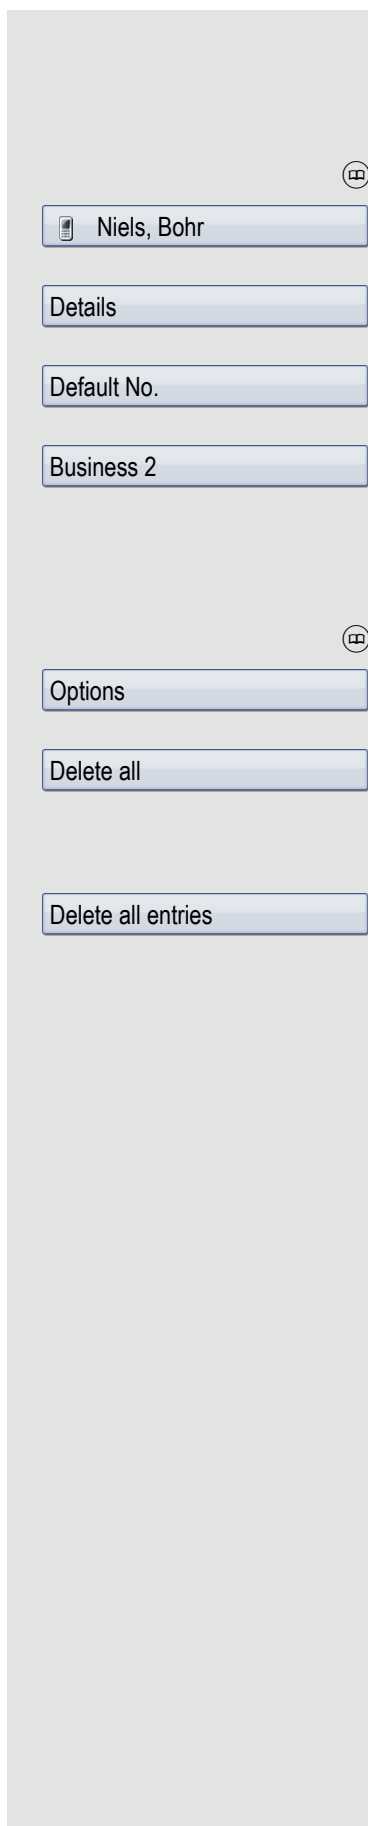 Niels, Bohr
Details
Default No.
Business 2
Options
Delete all
Delete all entries